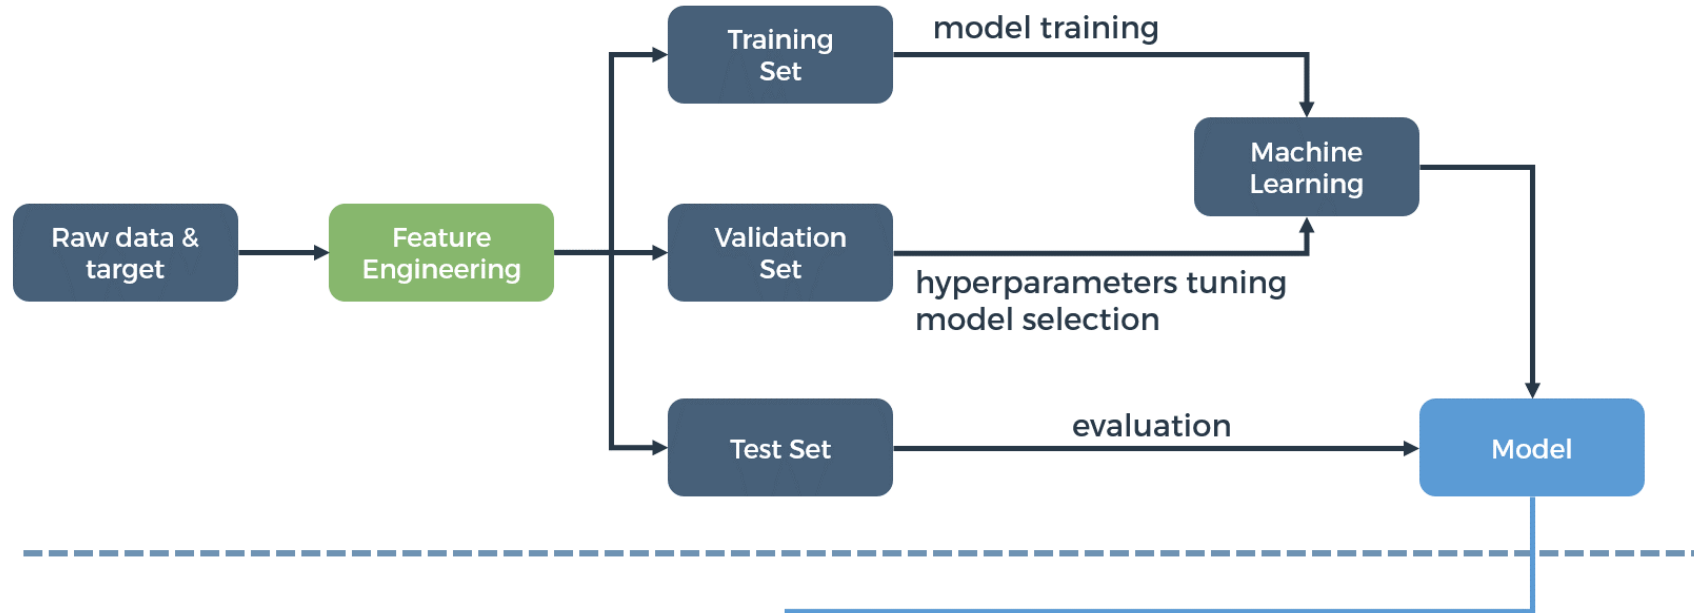 Training
Set
model training
Machine
Learning
Raw data &
target
Feature
Engineering
Validation
Set
hyperparameters tuning
model selection
Test Set
evaluation
Model